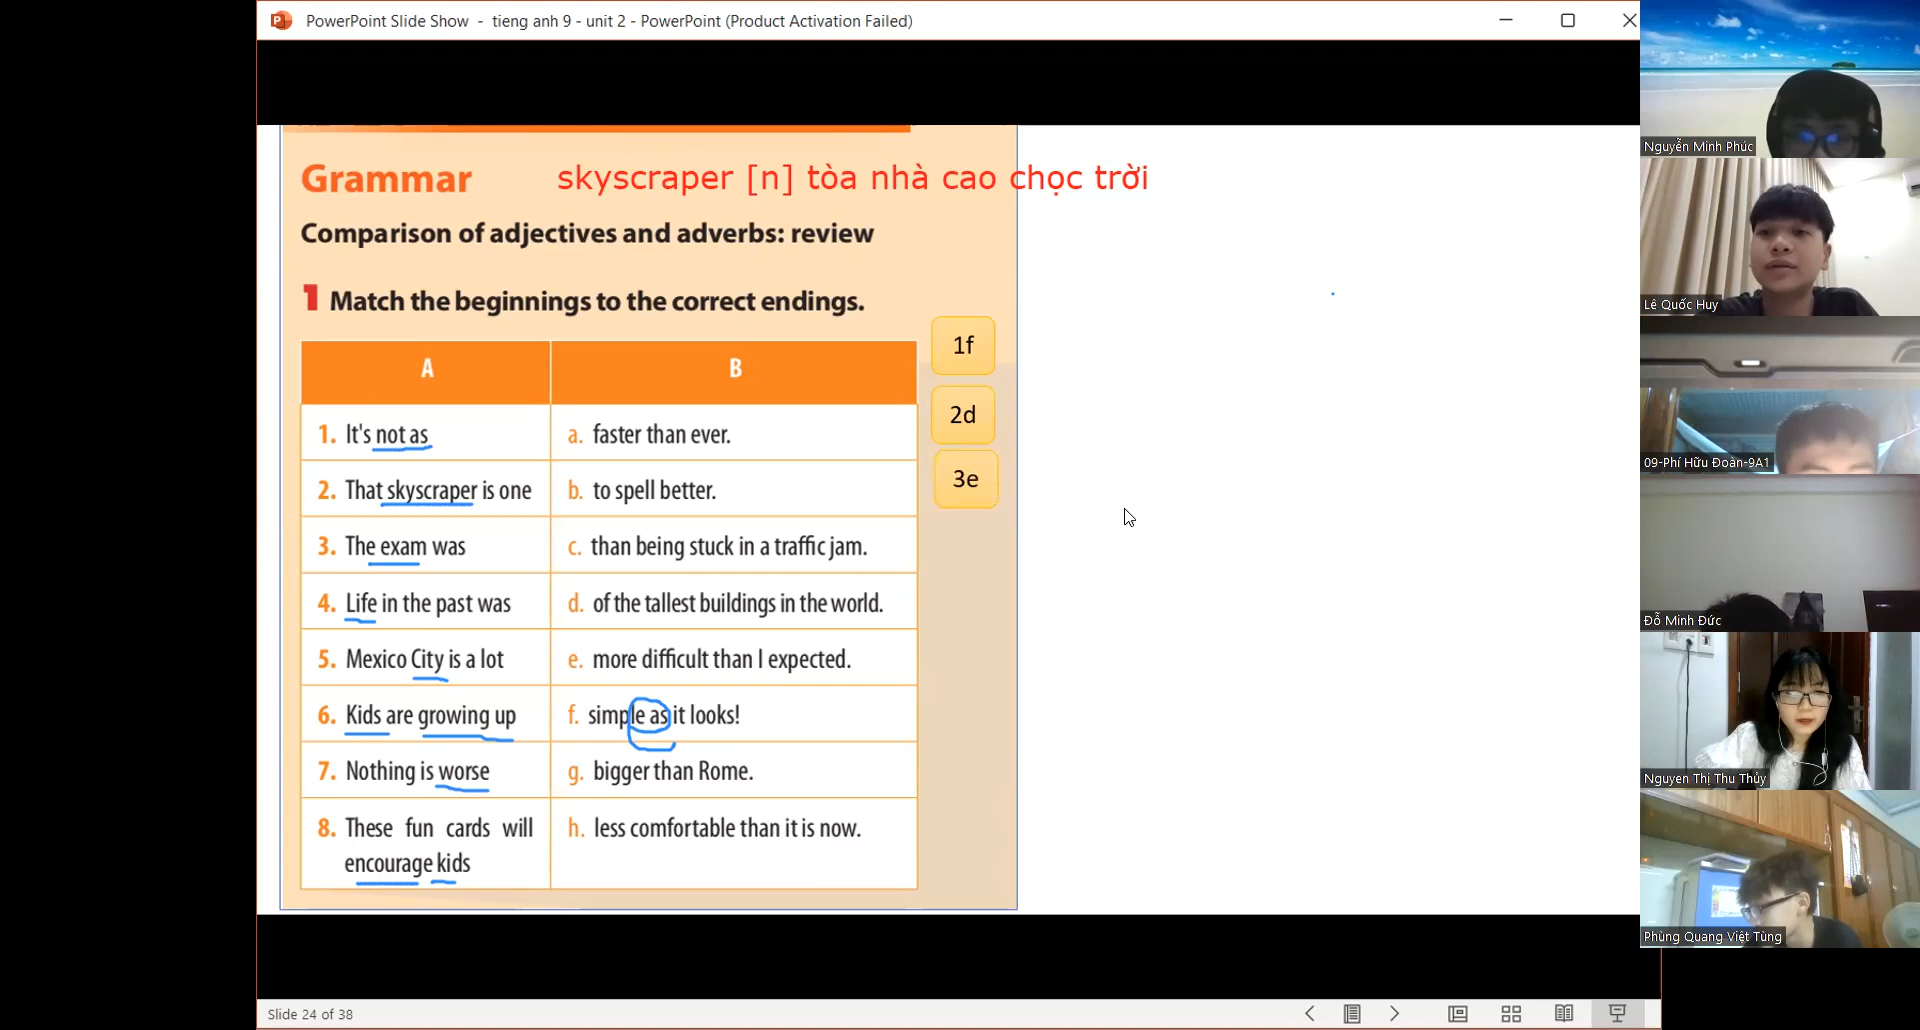 PowerPoint Slide Show - tieng anh 9 - unit 2 - PowerPoint (Product Activation Failed)
Grammar
skyscraper [n] tòa nhà cao chọc trời
Comparison of adjectives and adverbs: review
1 Match the beginnings to the correct endings.
A B
1. It's not as
a. faster than ever.
2. That skyscraper is one
b. to spell better.
3. The exam was
c. than being stuck in a traffic jam.
4. Life in the past was
d. of the tallest buildings in the world.
5. Mexico City is a lot
e. more difficult than I expected.
6. Kids are growing up
f. simple as it looks!
7. Nothing is worse
g. bigger than Rome.
8. These fun cards will
encourage kids
h. less comfortable than it is now.
1f
2d
3e
Nguyễn Minh Phúc
Lê Quốc Huy
09-Phí Hữu Đoàn-9A1
Đỗ Minh Đức
Nguyen Thị Thu Thủy
Phùng Quang Việt Tùng
Slide 24 of 38